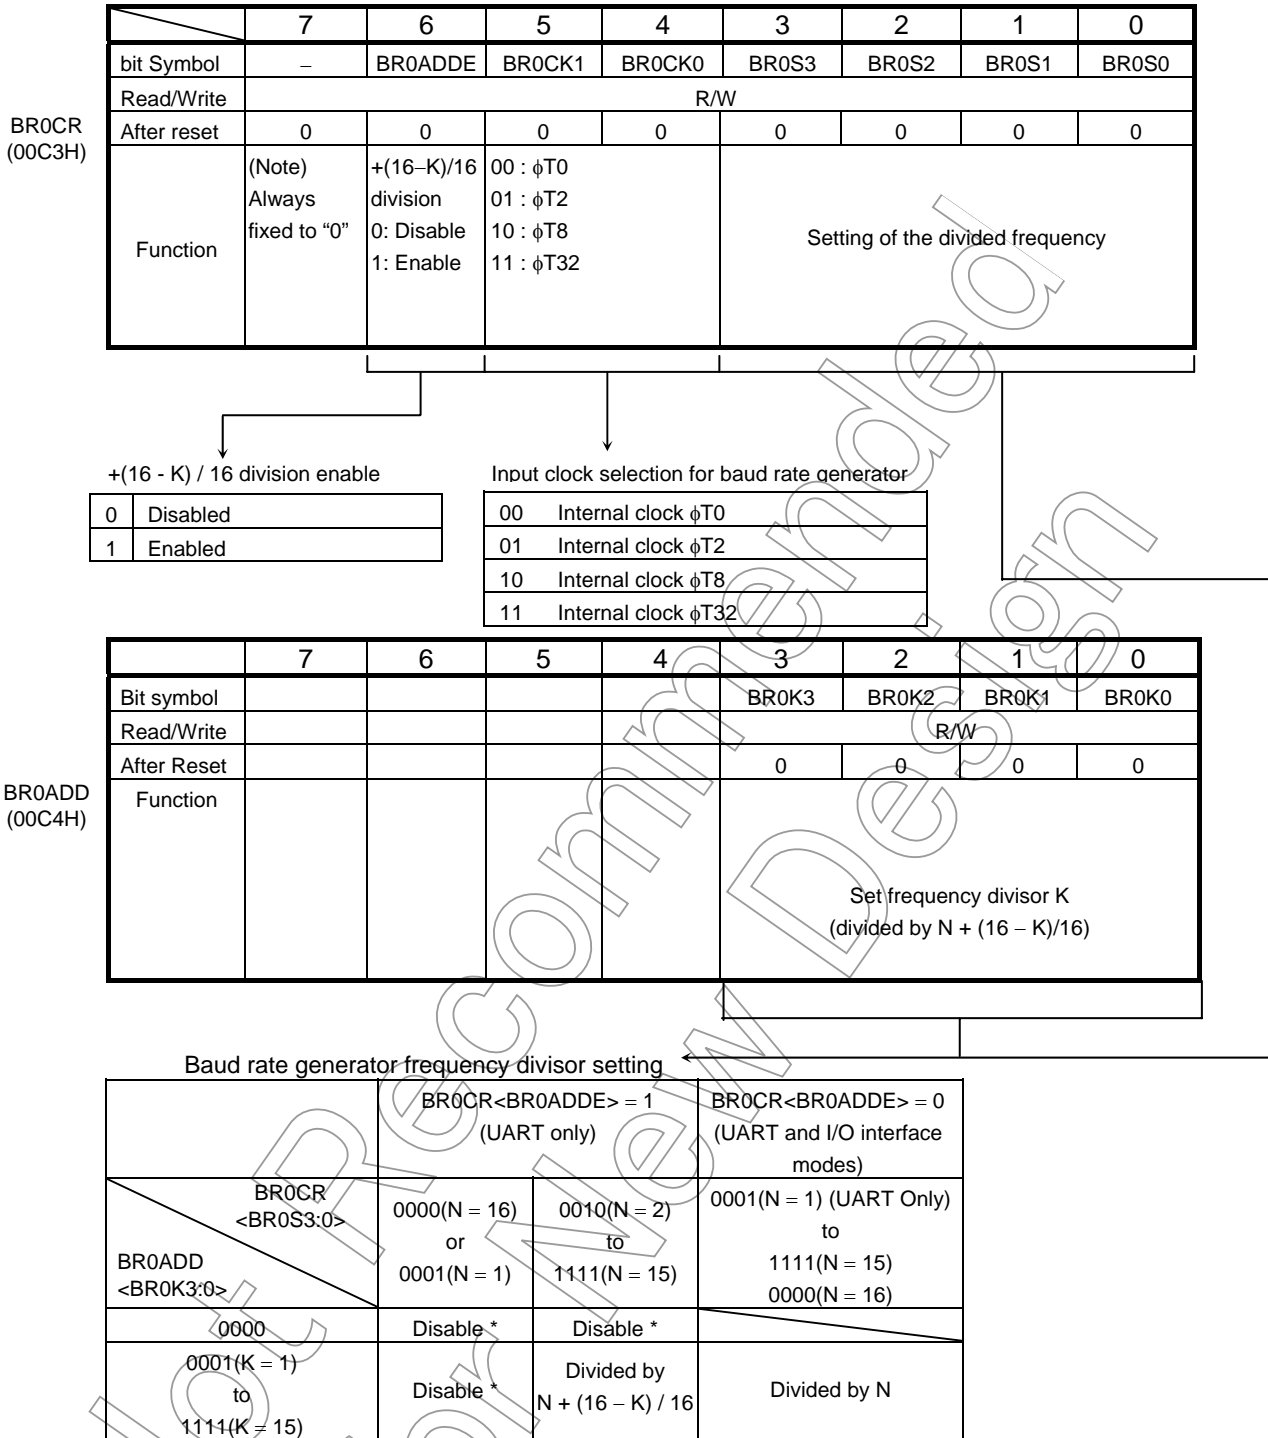 7 6 5 4 3 2 1 0
bit Symbol – BR0ADDE BR0CK1 BR0CK0 BR0S3 BR0S2 BR0S1 BR0S0
Read/Write R/W
BR0CR
(00C3H)
After reset 0 0 0 0 0 0 0 0
Function
(Note)
Always
fixed to “0”
+(16−K)/16
division
0: Disable
1: Enable
00 : ϕT0
01 : ϕT2
10 : ϕT8
11 : ϕT32
Setting of the divided frequency
+(16 - K) / 16 division enable
0 Disabled
1 Enabled
Input clock selection for baud rate generator
00 Internal clock ϕT0
01 Internal clock ϕT2
10 Internal clock ϕT8
11 Internal clock ϕT32
7 6 5 4 3 2 1 0
Bit symbol BR0K3 BR0K2 BR0K1 BR0K0
Read/Write R/W
After Reset 0 0 0 0
BR0ADD
(00C4H)
Function
Set frequency divisor K
(divided by N + (16 – K)/16)
Baud rate generator frequency divisor setting
BR0CR<BR0ADDE> = 1
(UART only)
BR0CR<BR0ADDE> = 0
(UART and I/O interface
modes)
BR0CR
<BR0S3:0>
BR0ADD
<BR0K3:0>
0000(N = 16)
or
0001(N = 1)
0010(N = 2)
to
1111(N = 15)
0001(N = 1) (UART Only)
to
1111(N = 15)
0000(N = 16)
0000 Disable * Disable *
0001(K = 1)
to
1111(K = 15)
Disable *
Divided by
N + (16 – K) / 16
Divided by N
Not Recommended
for New Design